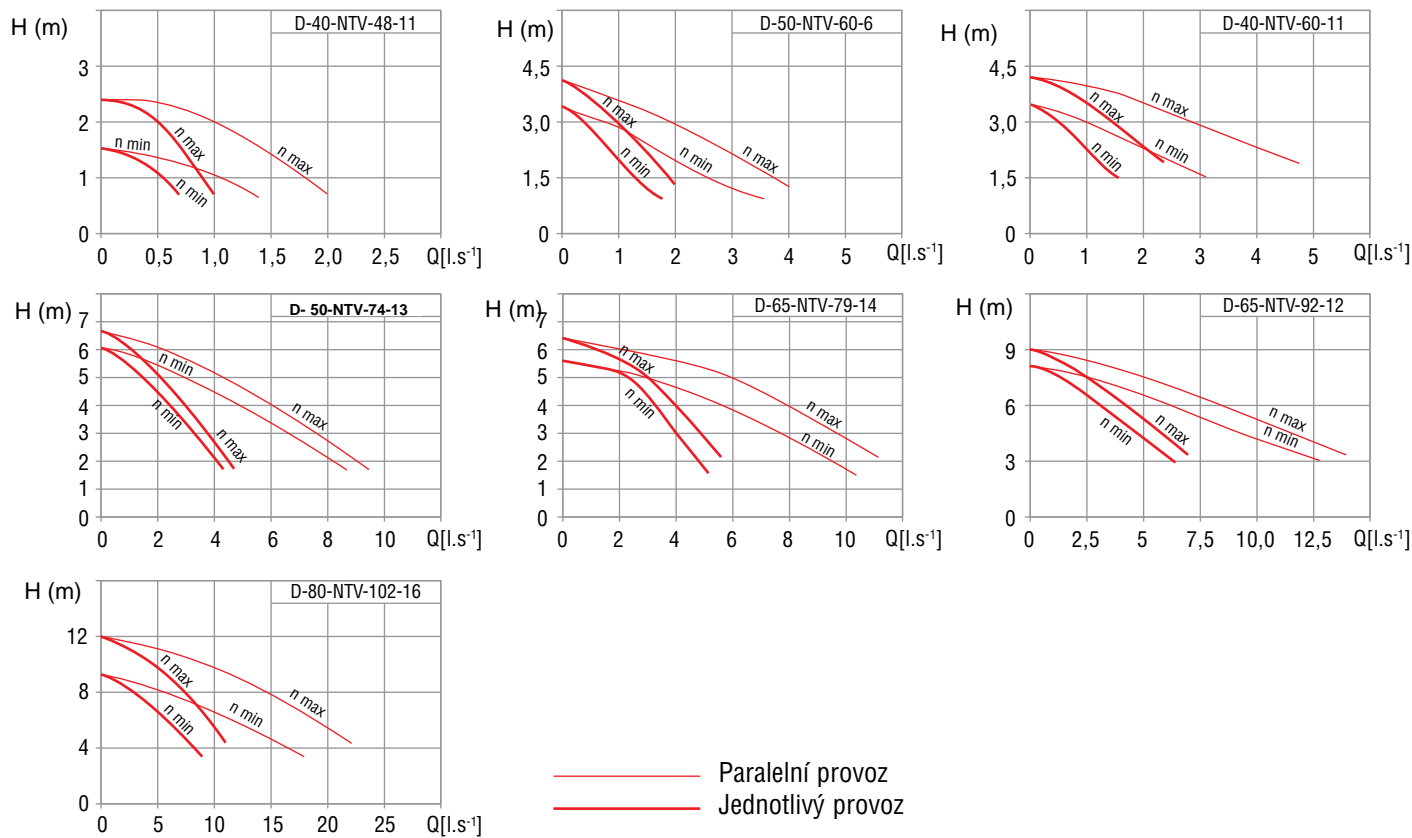 H (m)
D-40-NTV-48-11
3
2
1
0
n min
n max
n max
n min
0 0,5 1,0 1,5 2,0 2,5 Q[l.s⁻¹]
H (m)
D-50-NTV-60-6
4,5
3,0
1,5
0
n max
n max
n min
n min
0 1 2 3 4 5 Q[l.s⁻¹]
H (m)
D-40-NTV-60-11
4,5
3,0
1,5
0
n max
n max
n min
n min
0 1 2 3 4 5 Q[l.s⁻¹]
H (m)
D- 50-NTV-74-13
7
6
5
4
3
2
1
0
n min
n min
n max
n max
0 2 4 6 8 10 Q[l.s⁻¹]
H (m)
D-65-NTV-79-14
7
6
5
4
3
2
1
0
n max
n min
n max
n min
0 2 4 6 8 10 Q[l.s⁻¹]
H (m)
D-65-NTV-92-12
9
6
3
0
n max
n max
n min
n min
0 2,5 5 7,5 10,0 12,5 Q[l.s⁻¹]
H (m)
D-80-NTV-102-16
12
8
4
0
n max
n max
n min
n min
0 5 10 15 20 25 Q[l.s⁻¹]
Paralelní provoz
Jednotlivý provoz